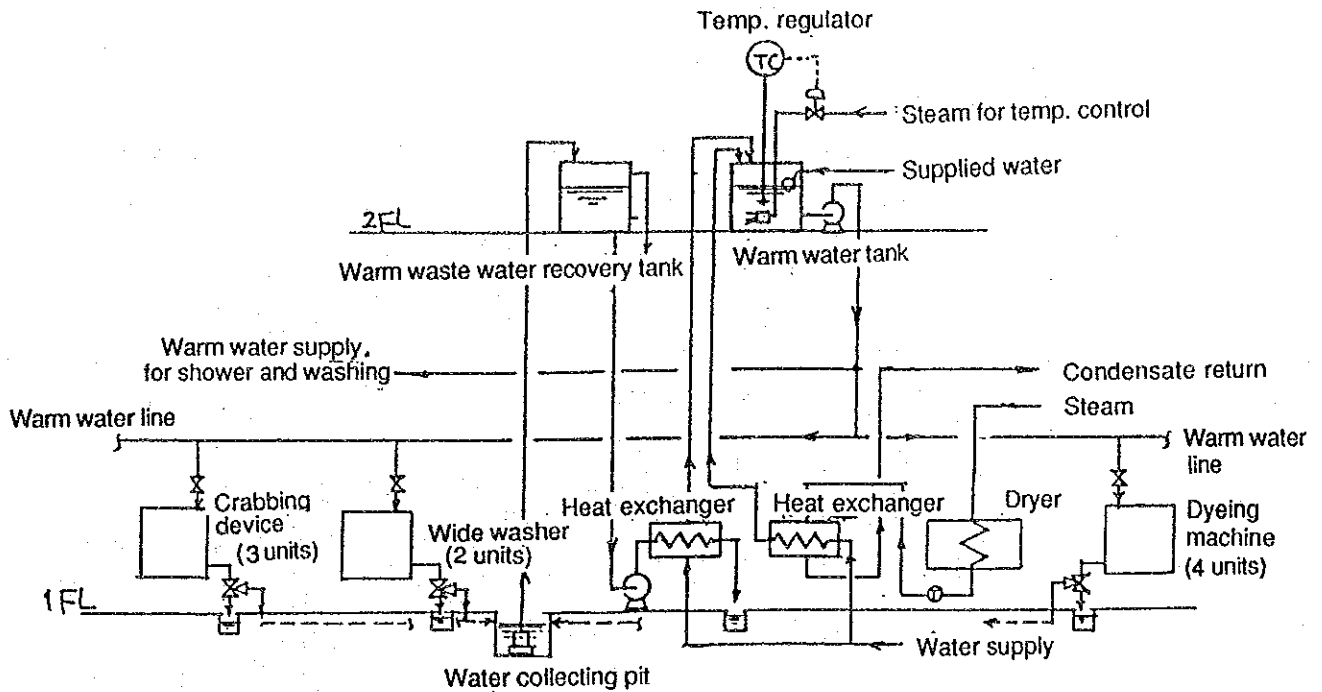 Temp. regulator
TC
Steam for temp. control
Supplied water
2FL
Warm waste water recovery tank
Warm water tank
Warm water supply.
for shower and washing
Condensate return
Steam
Warm water line
Warm water
line
Crabbing
device
(3 units)
Wide washer
(2 units)
Heat exchanger
Heat exchanger
Dryer
Dyeing
machine
(4 units)
1FL
T
Water supply
Water collecting pit